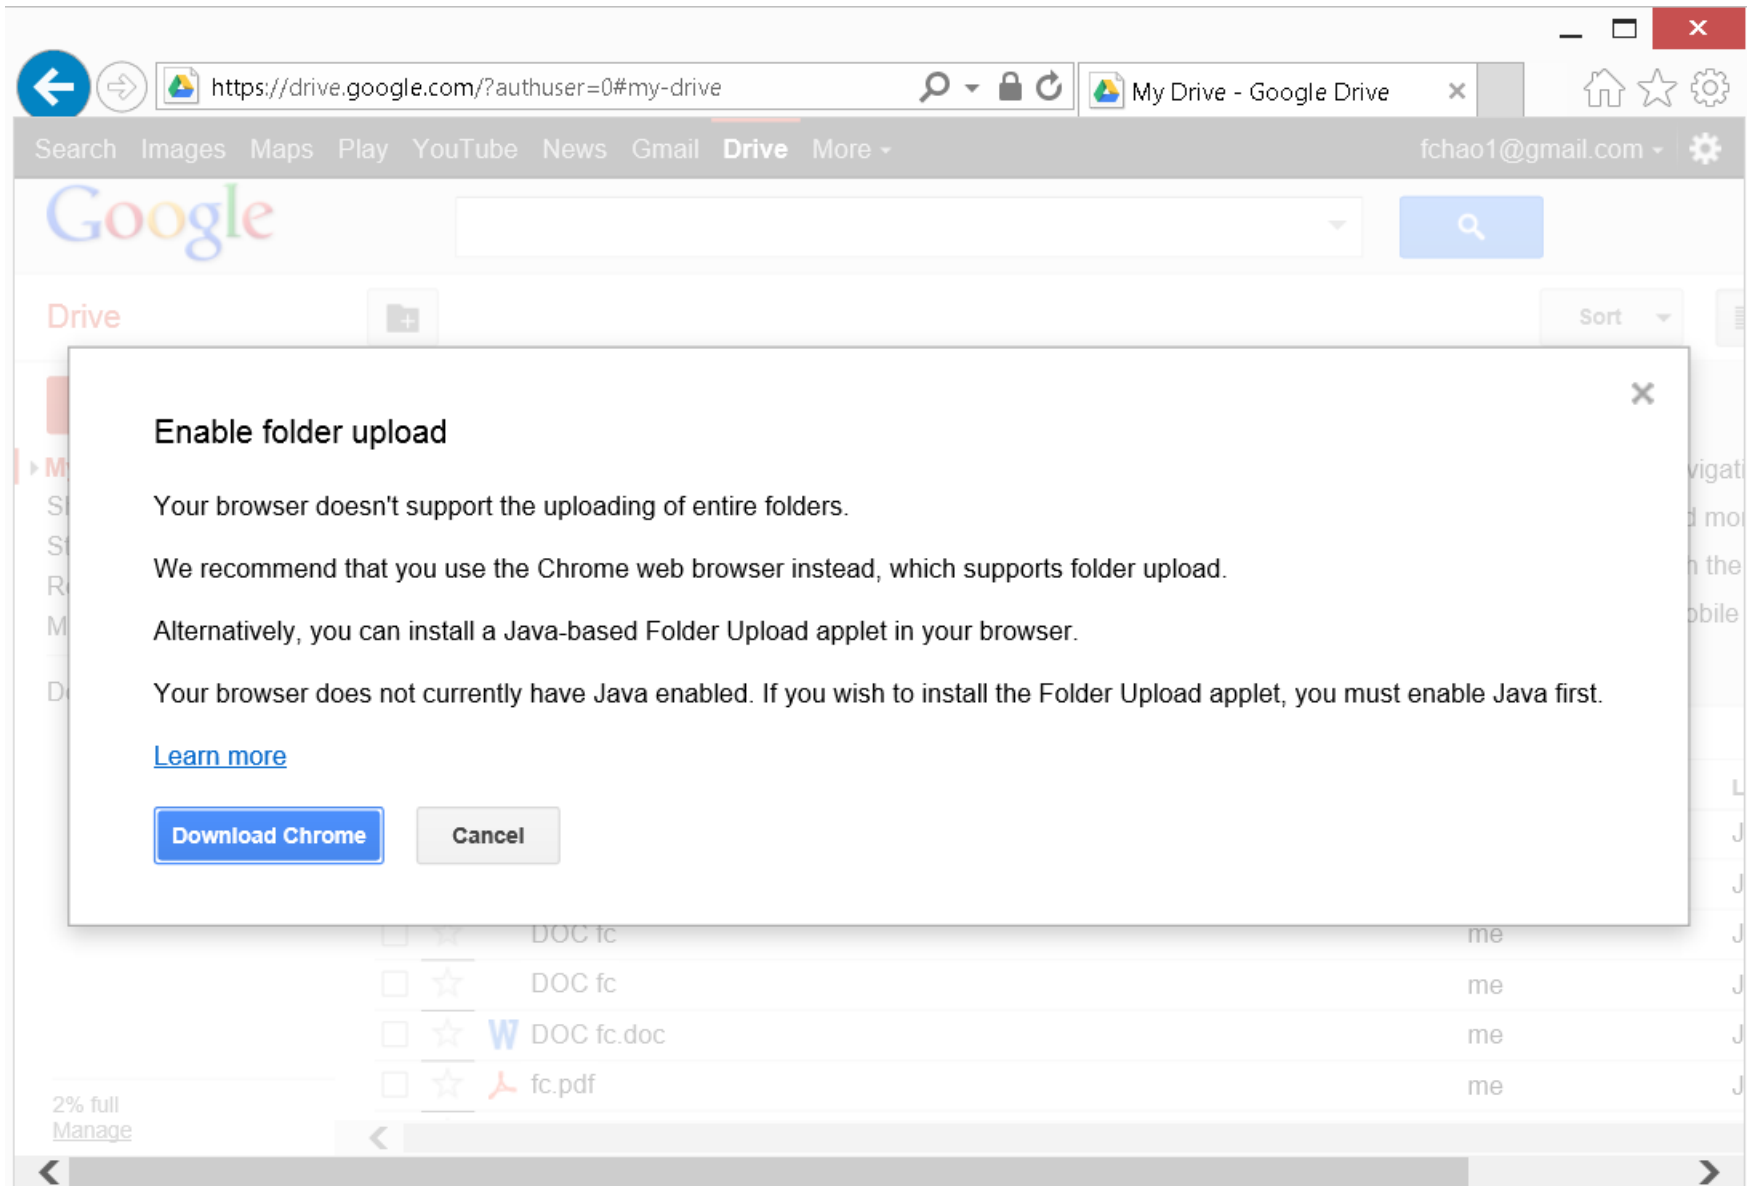 https://drive.google.com/?authuser=0#my-drive
My Drive - Google Drive
Search Images Maps Play YouTube News Gmail Drive More
fchao1@gmail.com
Google
Drive
Sort
Enable folder upload
Your browser doesn't support the uploading of entire folders.
We recommend that you use the Chrome web browser instead, which supports folder upload.
Alternatively, you can install a Java-based Folder Upload applet in your browser.
Your browser does not currently have Java enabled. If you wish to install the Folder Upload applet, you must enable Java first.
Learn more
Download Chrome Cancel
DOC fc me J
DOC fc me J
W DOC fc.doc me J
fc.pdf me J
2% full
Manage